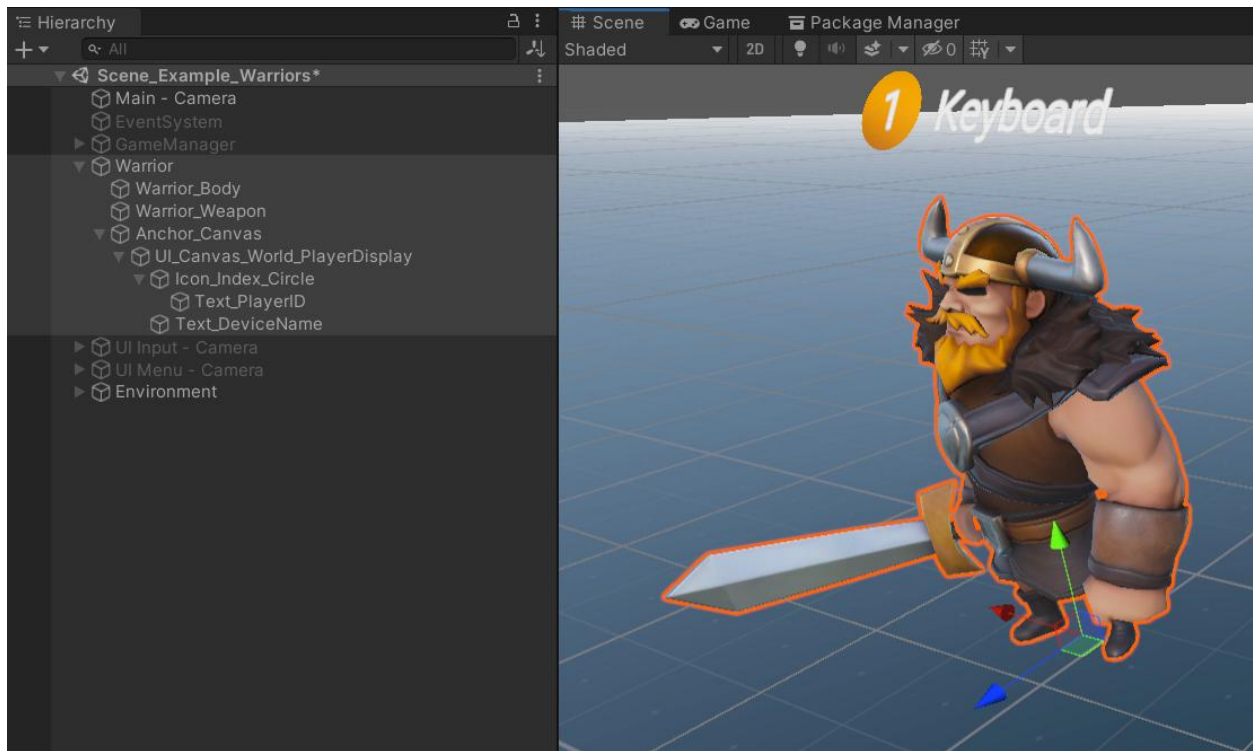 Hierarchy
All
Scene_Example_Warriors*
Main - Camera
EventSystem
GameManager
Warrior
Warrior_Body
Warrior_Weapon
Anchor_Canvas
UI_Canvas_World_PlayerDisplay
Icon_Index_Circle
Text_PlayerID
Text_DeviceName
UI Input - Camera
UI Menu - Camera
Environment
Scene Game Package Manager
Shaded 2D 0 Y
1 Keyboard